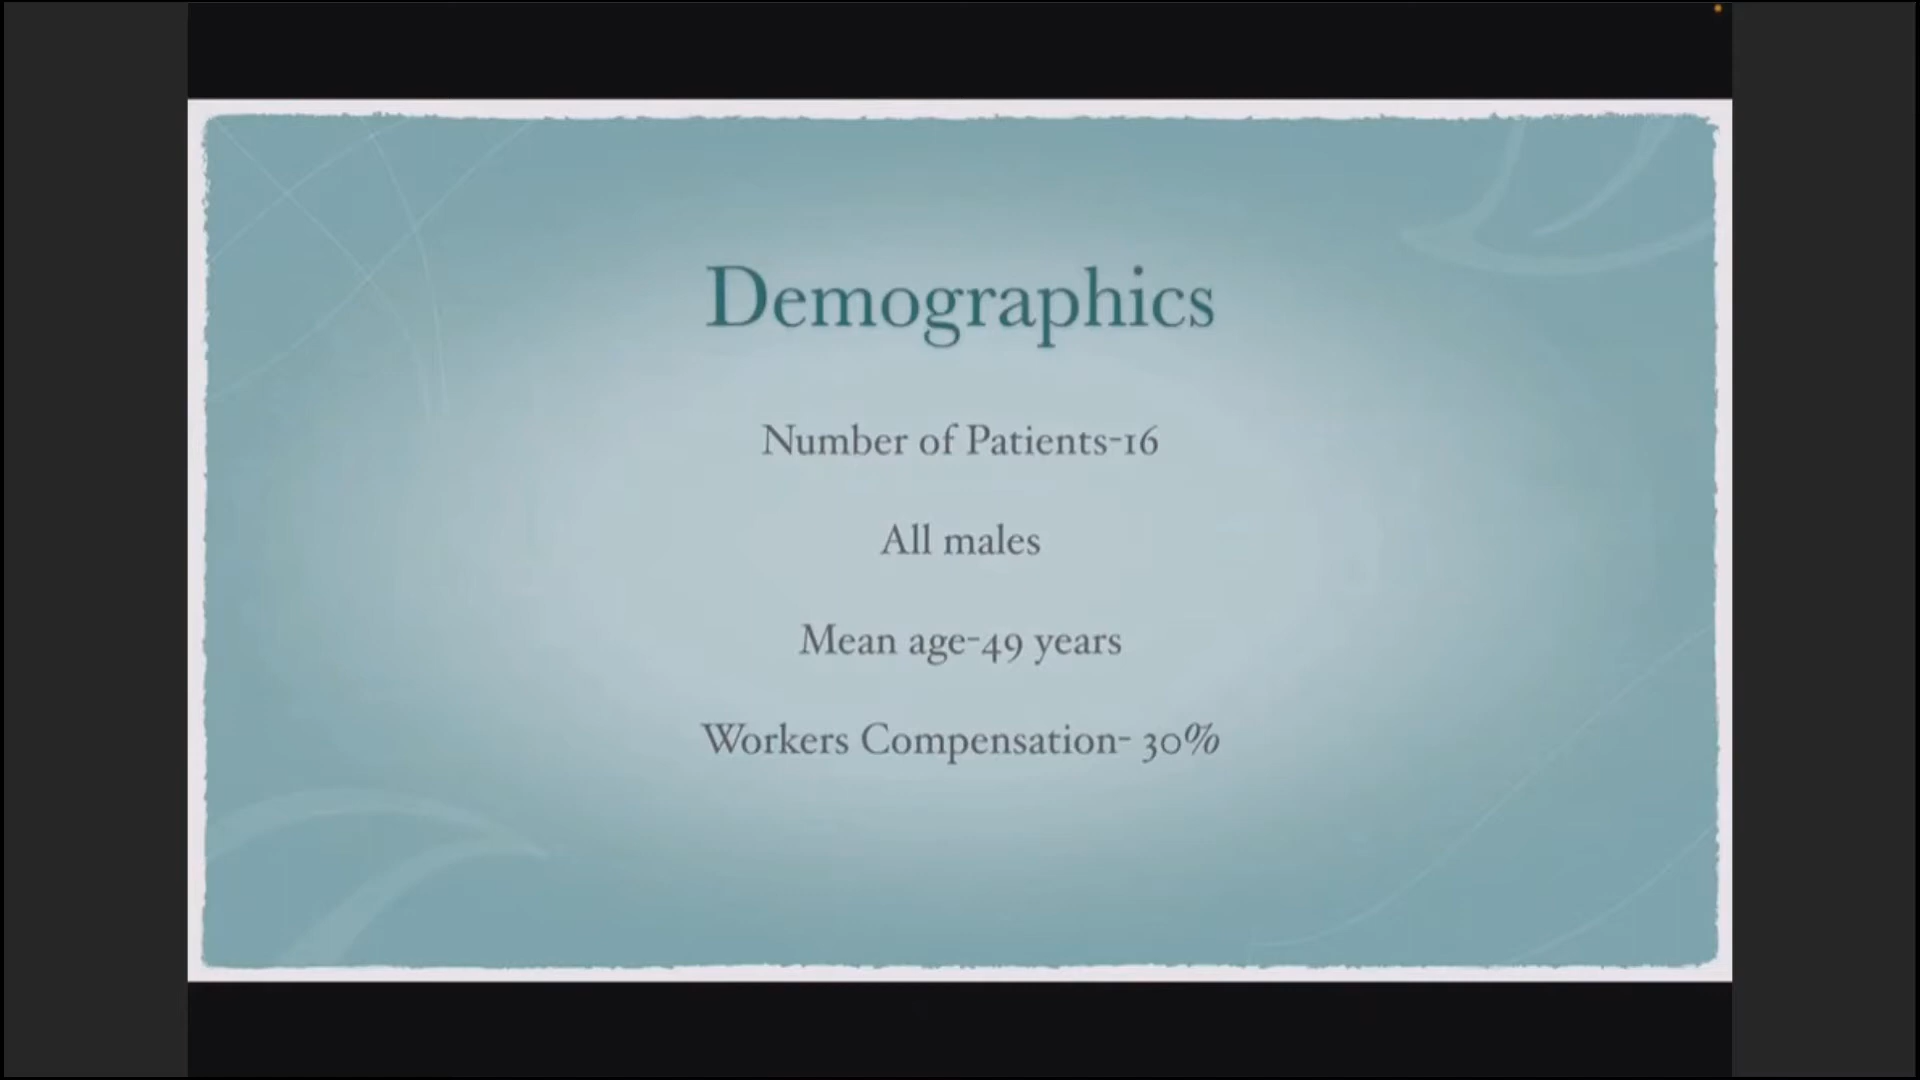 Demographics
Number of Patients-16
All males
Mean age-49 years
Workers Compensation- 30%